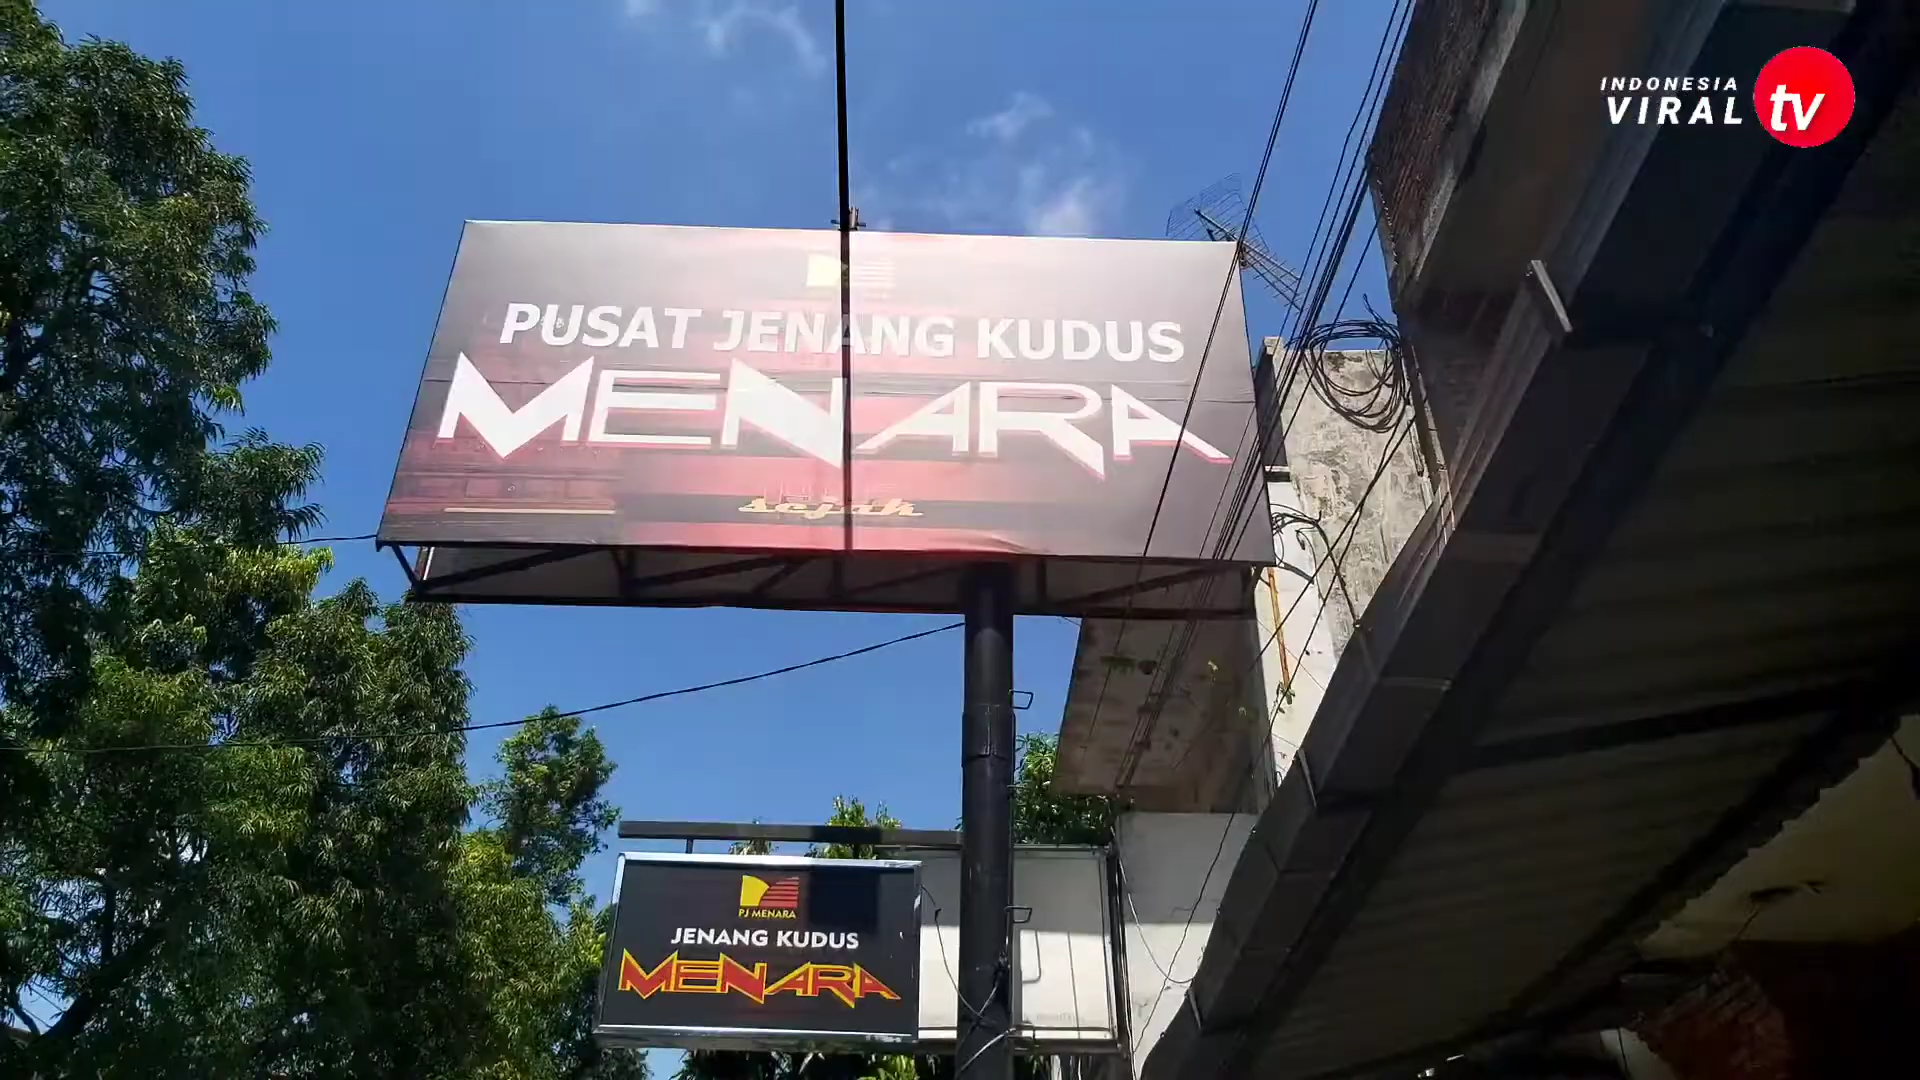 INDONESIA
VIRAL tv
PUSAT JENANG KUDUS
MENARA
sejak
PJ MENARA
JENANG KUDUS
MENARA